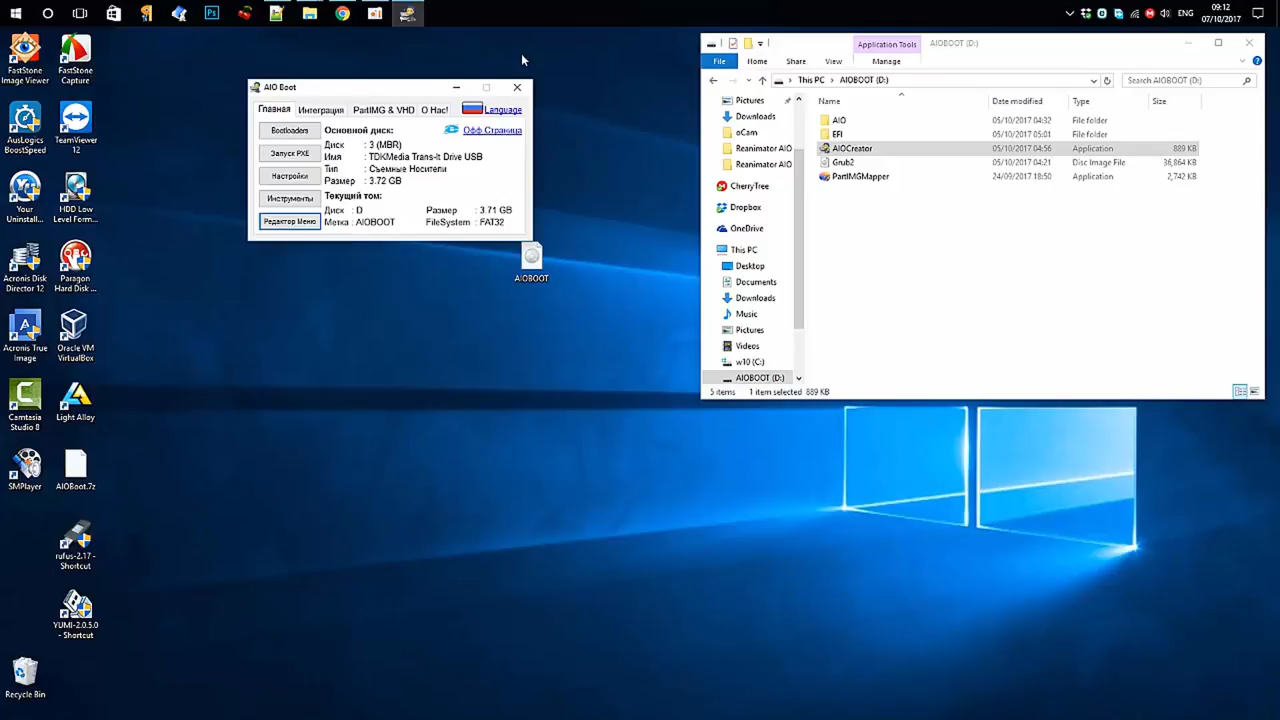 09:12
ENG
07/10/2017
FastStone
Image Viewer
FastStone
Capture
AusLogics
BoostSpeed
TeamViewer
12
Your
Uninstall...
HDD Low
Level Form...
Acronis Disk
Director 12
Paragon
Hard Disk ...
Acronis True
Image
Oracle VM
VirtualBox
Camtasia
Studio 8
Light Alloy
SMPlayer
AIOBoot.7z
rufus-2.17 -
Shortcut
YUMI-2.0.5.0
- Shortcut
Recycle Bin
AIO Boot
Главная Интеграция PartIMG & VHD О Нас! Language
Bootloaders Основной диск: Офф Страница
Диск : 3 (MBR)
Запуск PXE Имя : TDKMedia Trans-It Drive USB
Тип : Съемные Носители
Настройки
Размер : 3.72 GB
Инструменты Текущий том:
Диск : D Размер : 3.71 GB
Редактор Меню Метка : AIOBOOT FileSystem : FAT32
AIOBOOT
Application Tools AIOBOOT (D:)
File Home Share View Manage
This PC AIOBOOT (D:) Search AIOBOOT (D:)
Pictures
Downloads
oCam
Reanimator AIO
Reanimator AIO
CherryTree
Dropbox
OneDrive
This PC
Desktop
Documents
Downloads
Music
Pictures
Videos
w10 (C:)
AIOBOOT (D:)
Name Date modified Type Size
AIO 05/10/2017 04:32 File folder
EFI 05/10/2017 05:01 File folder
AIOCreator 05/10/2017 04:56 Application 889 KB
Grub2 05/10/2017 04:21 Disc Image File 36,864 KB
PartIMGMapper 24/09/2017 18:50 Application 2,742 KB
5 items 1 item selected 889 KB